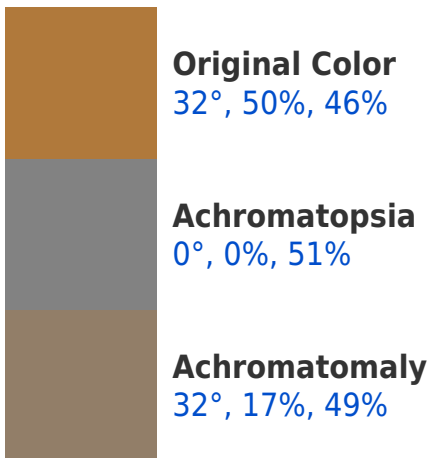 Original Color
32°, 50%, 46%
Achromatopsia
0°, 0%, 51%
Achromatomaly
32°, 17%, 49%